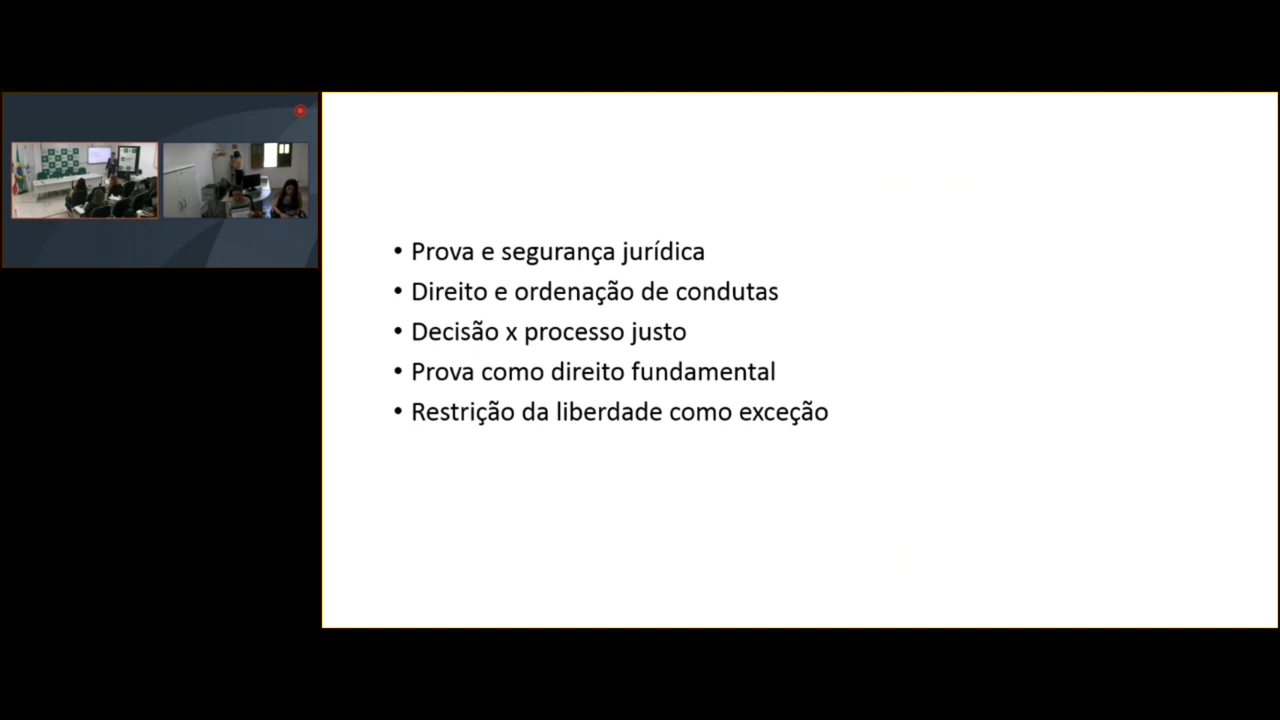 • Prova e segurança jurídica
• Direito e ordenação de condutas
• Decisão x processo justo
• Prova como direito fundamental
• Restrição da liberdade como exceção